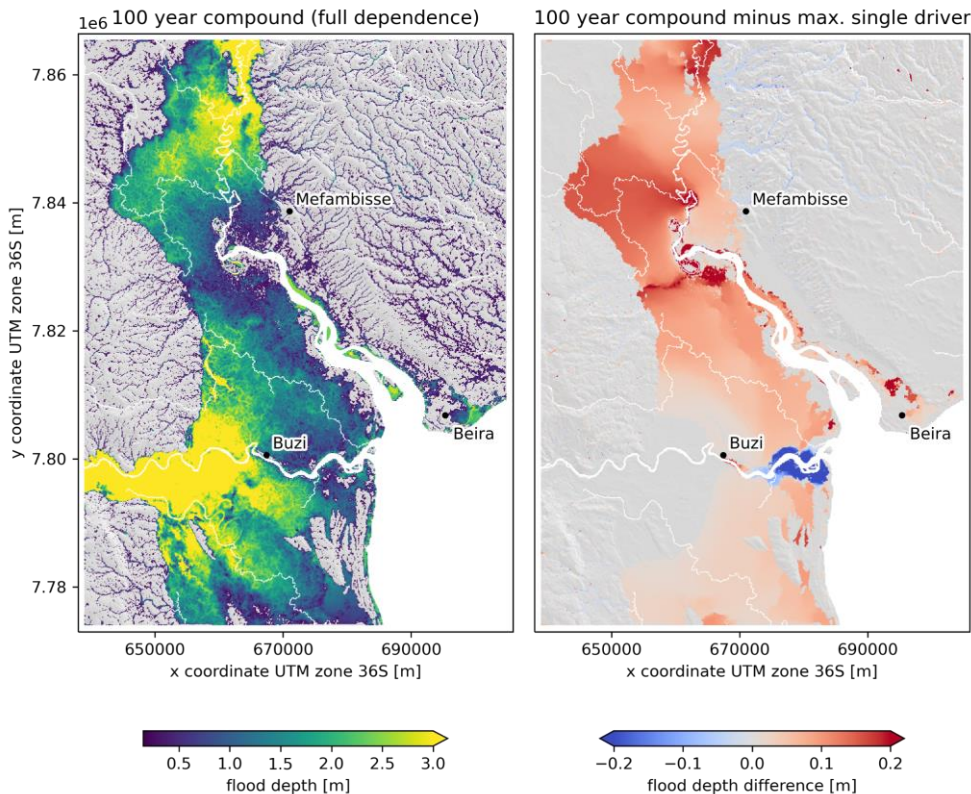 100 year compound (full dependence)
100 year compound minus max. single driver
1e6
7.86
7.84
7.82
7.80
7.78
y coordinate UTM zone 36S [m]
Mefambisse
Buzi
Beira
Mefambisse
Buzi
Beira
650000 670000 690000
x coordinate UTM zone 36S [m]
650000 670000 690000
x coordinate UTM zone 36S [m]
0.5 1.0 1.5 2.0 2.5 3.0
flood depth [m]
−0.2 −0.1 0.0 0.1 0.2
flood depth difference [m]